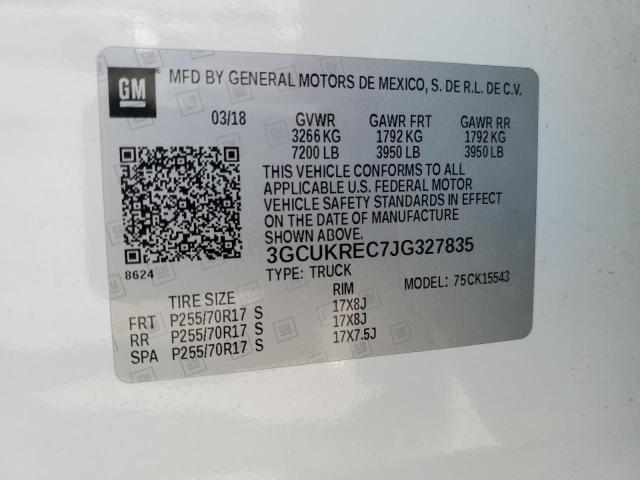 GM
MFD BY GENERAL MOTORS DE MEXICO, S. DE R.L. DE C.V.
03/18 GVWR GAWR FRT GAWR RR
3266 KG 1792 KG 1792 KG
7200 LB 3950 LB 3950 LB
THIS VEHICLE CONFORMS TO ALL
APPLICABLE U.S. FEDERAL MOTOR
VEHICLE SAFETY STANDARDS IN EFFECT
ON THE DATE OF MANUFACTURE
SHOWN ABOVE.
3GCUKREC7JG327835
8624
TYPE: TRUCK MODEL: 75CK15543
TIRE SIZE RIM
FRT P255/70R17 S 17X8J
RR P255/70R17 S 17X8J
SPA P255/70R17 S 17X7.5J